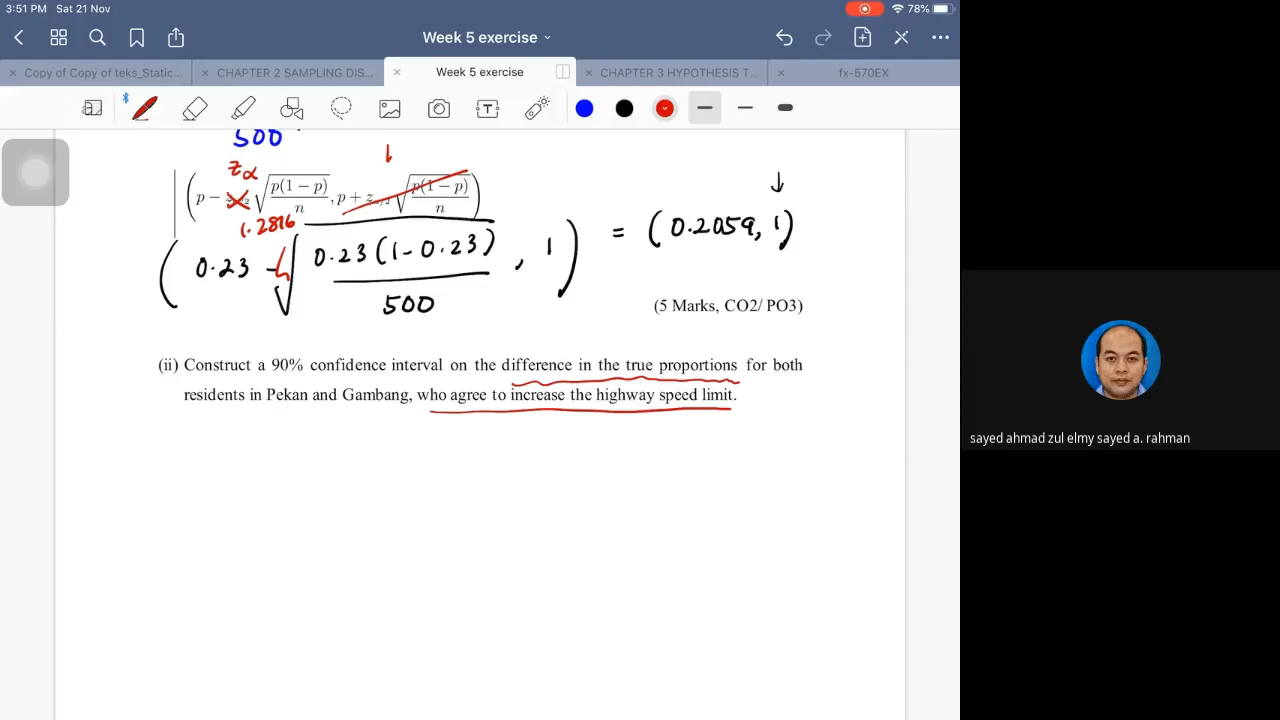 3:51 PM Sat 21 Nov
78%
Week 5 exercise
Copy of Copy of teks_Static...
CHAPTER 2 SAMPLING DIS...
Week 5 exercise
CHAPTER 3 HYPOTHESIS T...
fx-570EX
500
zα 1
(p − z_{α/2} √(p(1 − p)/n), p + z_{α/2} √(p(1 − p)/n))
1.2816
(0.23 − √(0.23(1 − 0.23)/500), 1) = (0.2059, 1)
(5 Marks, CO2/ PO3)
(ii) Construct a 90% confidence interval on the difference in the true proportions for both
residents in Pekan and Gambang, who agree to increase the highway speed limit.
sayed ahmad zul elmy sayed a. rahman